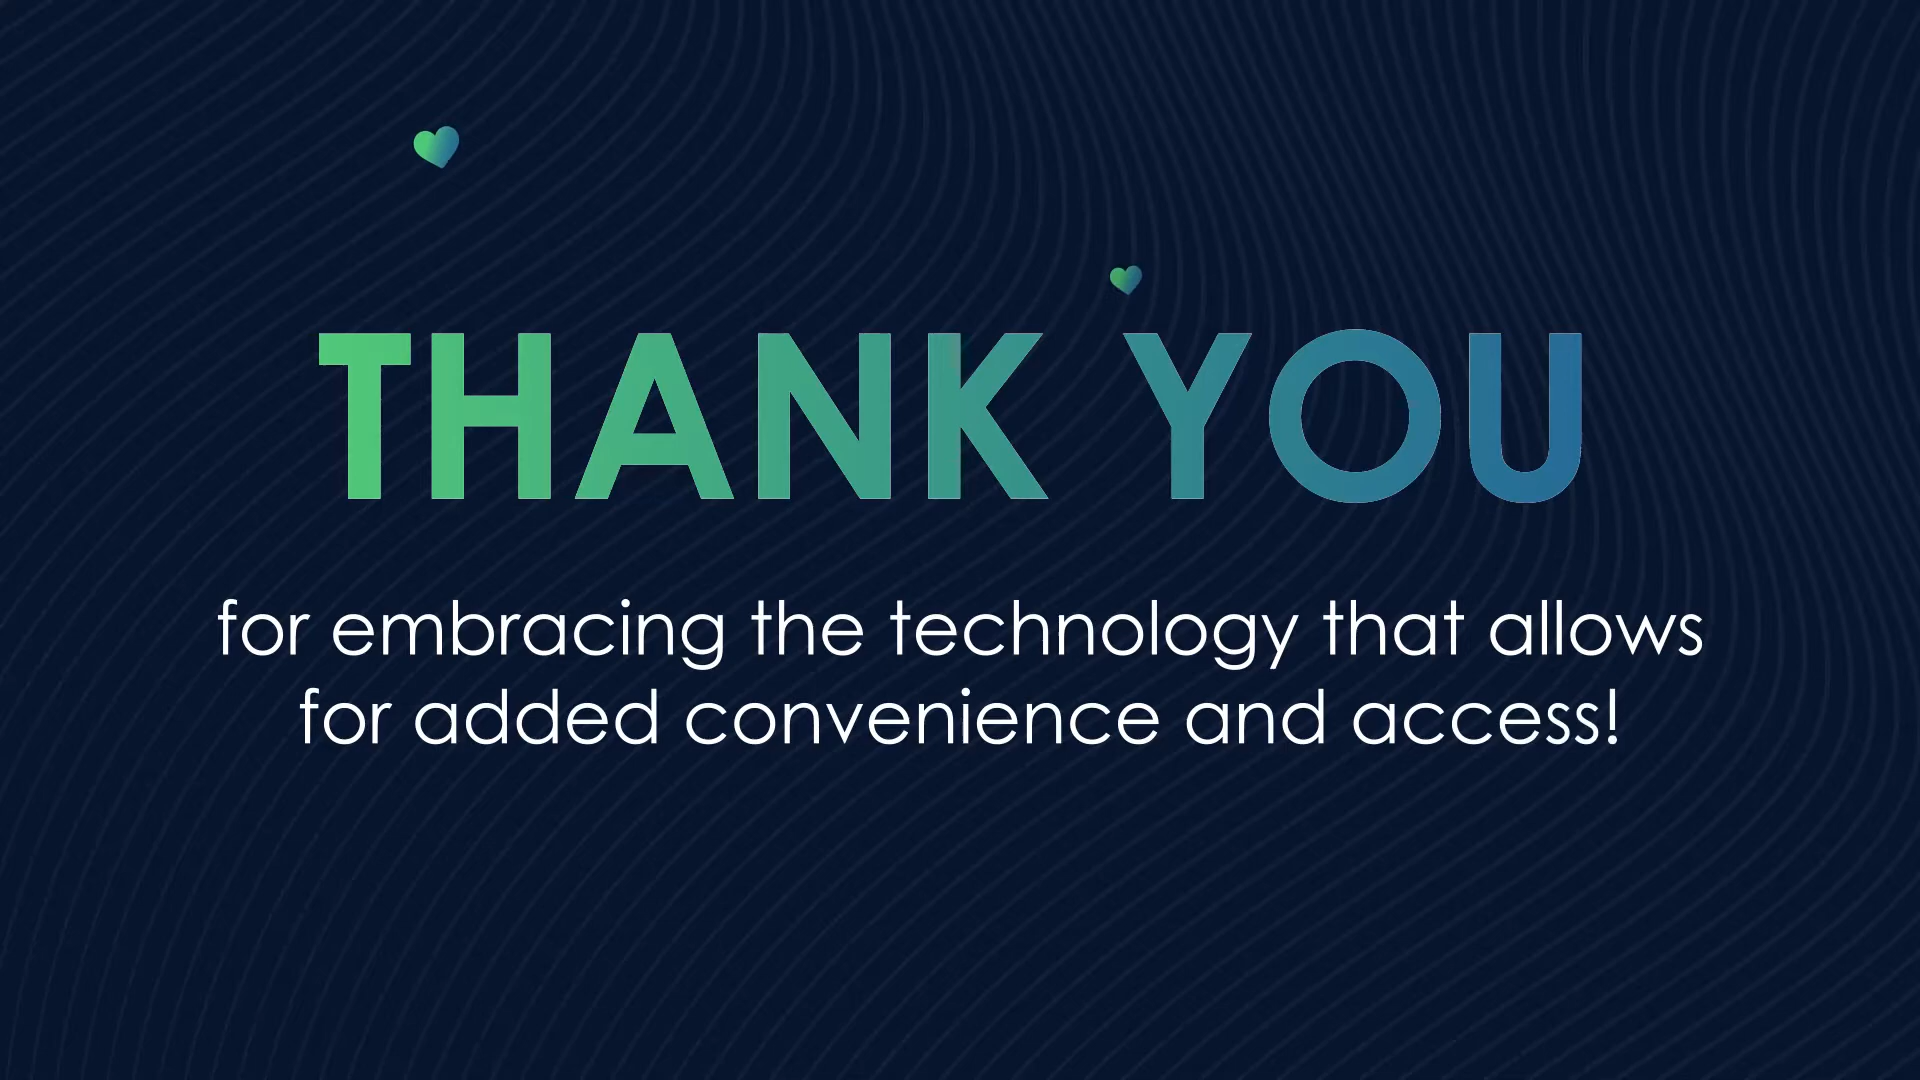 THANK YOU
for embracing the technology that allows
for added convenience and access!